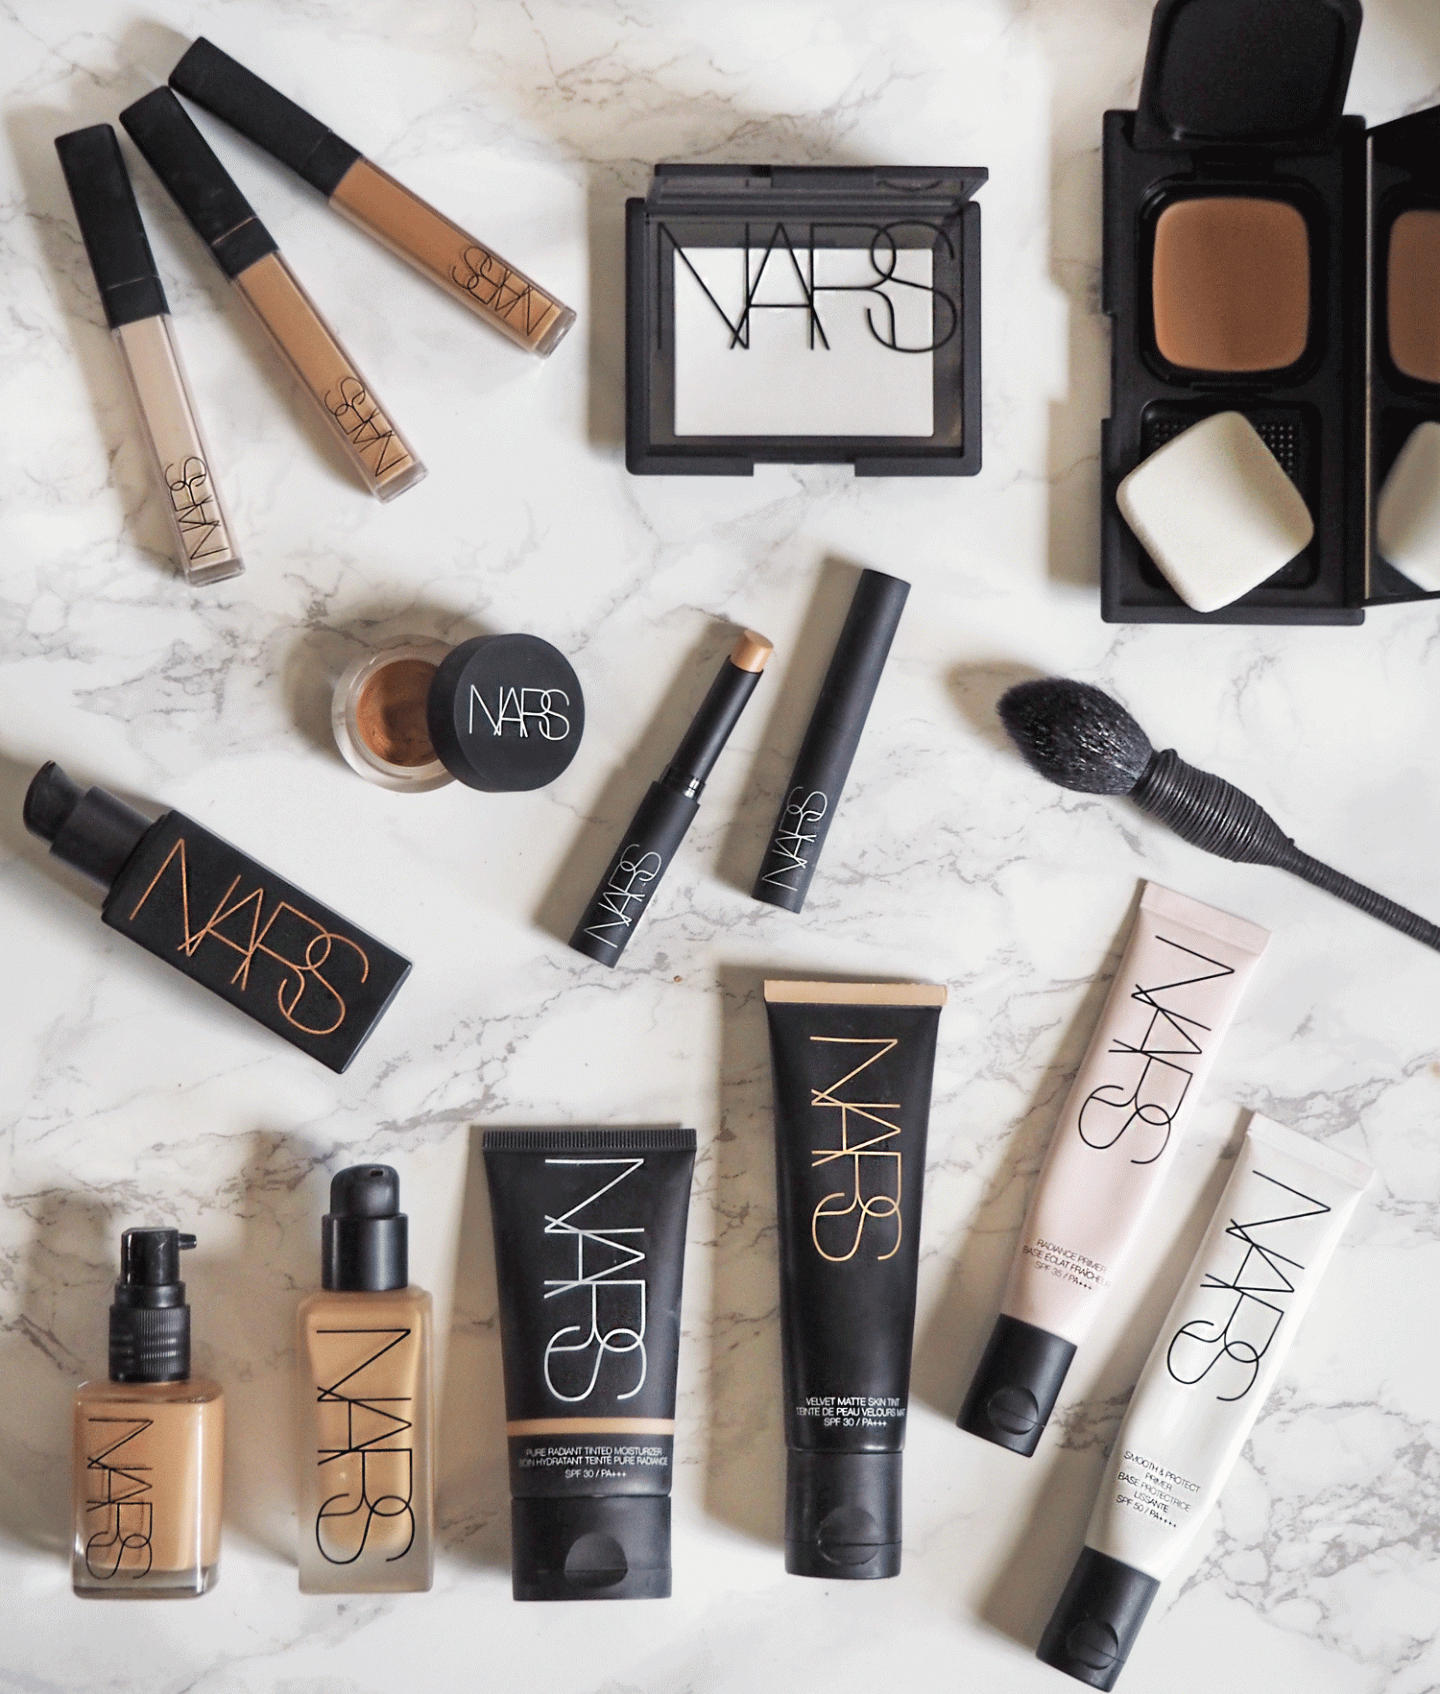 NARS
NARS
NARS
NARS
NARS
NARS
NARS
NARS
NARS
NARS
RADIANCE PRIMER
BASE ÉCLAT FRAÎCHEUR
SPF 35 / PA+++
NARS
VELVET MATTE SKIN TINT
TEINTE DE PEAU VELOURS MAT
SPF 30 / PA+++
NARS
PURE RADIANT TINTED MOISTURIZER
SOIN HYDRATANT TEINTÉ PURE RADIANCE
SPF 30 / PA+++
NARS
SMOOTH & PROTECT
PRIMER
BASE PROTECTRICE
LISSANTE
SPF 50 / PA++++
NARS
NARS